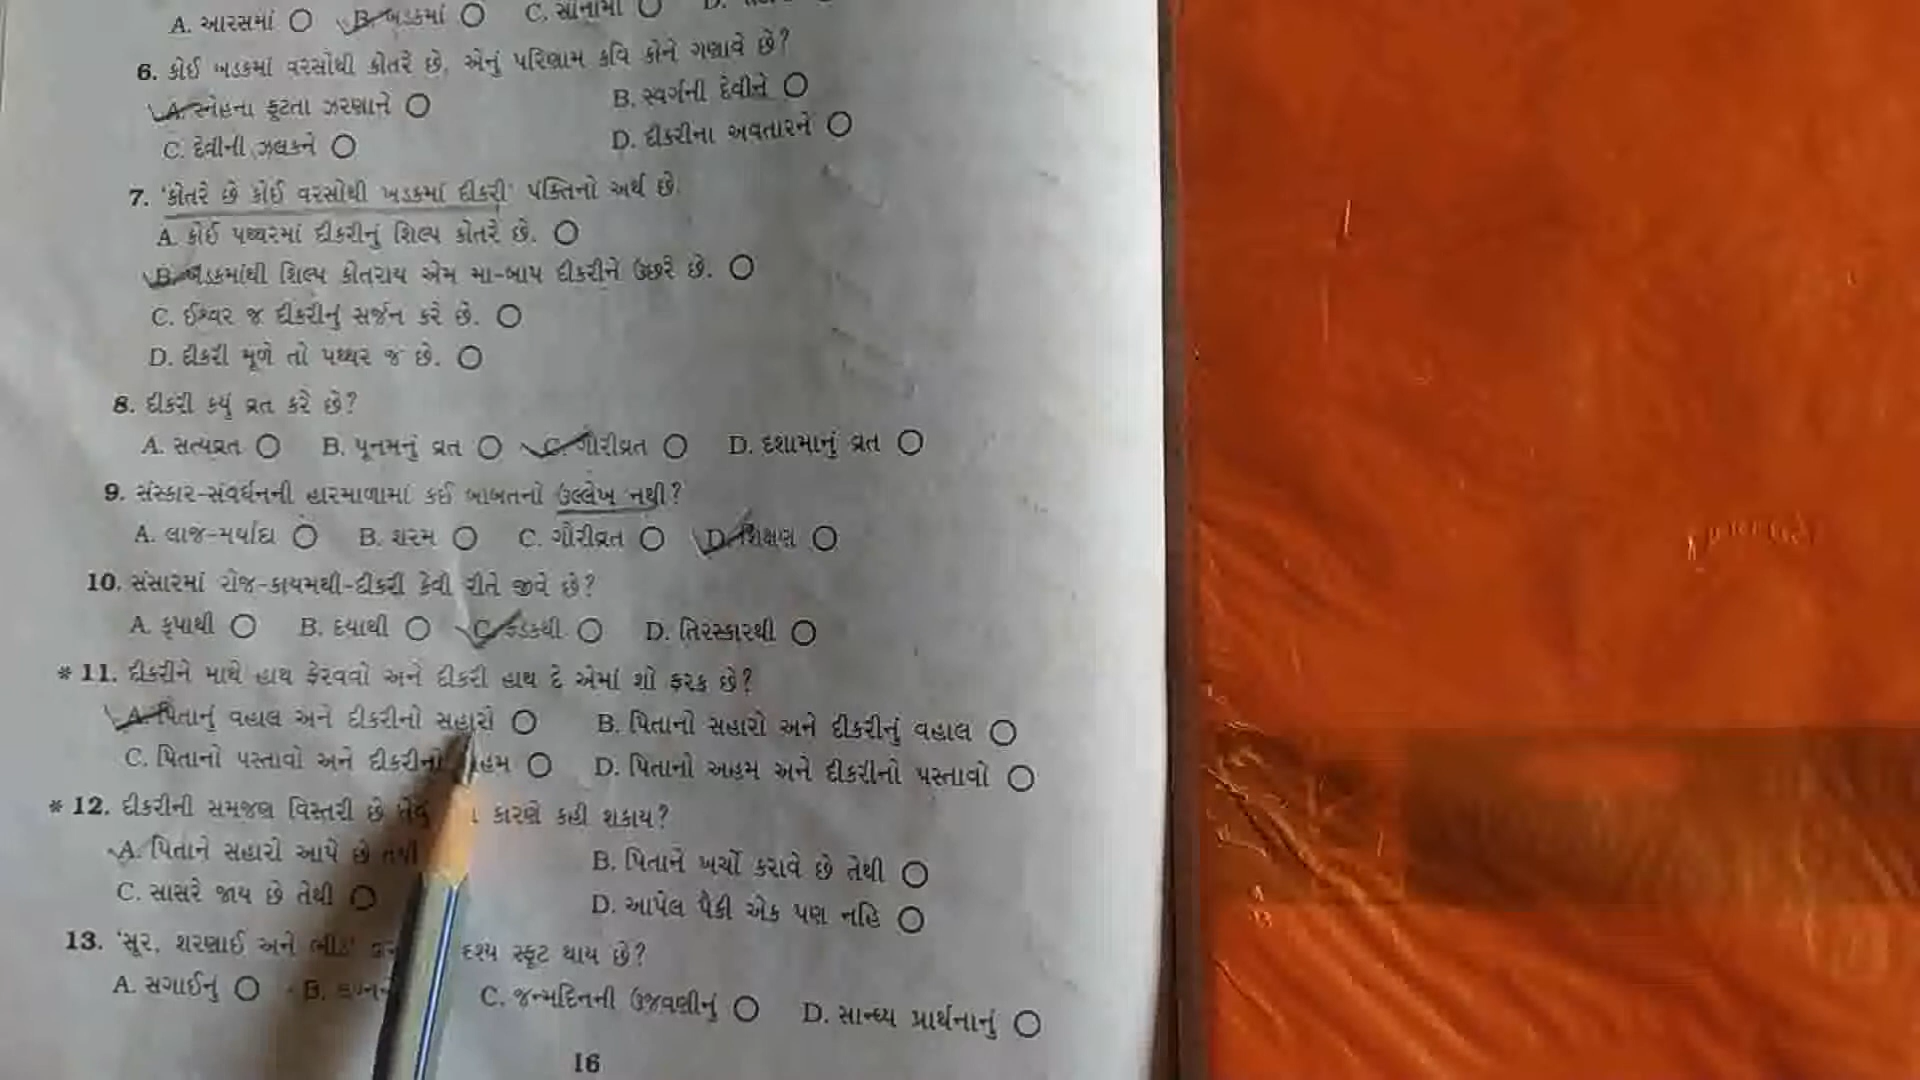 A. આરસમાં B. ખડકમાં C. સોનામાં D.
6. કોઈ ખડકમાં વરસોથી કોતરે છે, એનું પરિણામ કવિ કોને ગણાવે છે?
A. સ્નેહના ફૂટતા ઝરણાને B. સ્વર્ગની દેવીને
C. દેવીની ઝલકને D. દીકરીના અવતારને
7. 'કોતરે છે કોઈ વરસોથી ખડકમાં દીકરી' પંક્તિનો અર્થ છે.
A. કોઈ પથ્થરમાં દીકરીનું શિલ્પ કોતરે છે.
B. ખડકમાંથી શિલ્પ કોતરાય એમ મા-બાપ દીકરીને ઉછરે છે.
C. ઈશ્વર જ દીકરીનું સર્જન કરે છે.
D. દીકરી મૂળે તો પથ્થર જ છે.
8. દીકરી કયું વ્રત કરે છે?
A. સત્યવ્રત B. પૂનમનું વ્રત C. ગૌરીવ્રત D. દશામાનું વ્રત
9. સંસ્કાર-સંવર્ધનની હારમાળામાં કઈ બાબતનો ઉલ્લેખ નથી?
A. લાજ-મર્યાદા B. શરમ C. ગૌરીવ્રત D. શિક્ષણ
10. સંસારમાં રોજ-કાયમથી-દીકરી કેવી રીતે જીવે છે?
A. કૃપાથી B. દયાથી C. ફડકથી D. તિરસ્કારથી
* 11. દીકરીને માથે હાથ ફેરવવો અને દીકરી હાથ દે એમાં શો ફરક છે?
A. પિતાનું વહાલ અને દીકરીનો સહારો B. પિતાનો સહારો અને દીકરીનું વહાલ
C. પિતાનો પસ્તાવો અને દીકરીનો D. પિતાનો અહમ અને દીકરીનો પસ્તાવો
* 12. દીકરીની સમજણ વિસ્તરી છે કારણે કહી શકાય?
A. પિતાને સહારો આપે છે તેથી B. પિતાને ખર્ચો કરાવે છે તેથી
C. સાસરે જાય છે તેથી D. આપેલ પૈકી એક પણ નહિ
13. 'સૂર, શરણાઈ અને ભીડ' દૃશ્ય સ્ફૂટ થાય છે?
A. સગાઈનું B. C. જન્મદિનની ઉજવણીનું D. સાન્ધ્ય પ્રાર્થનાનું
16